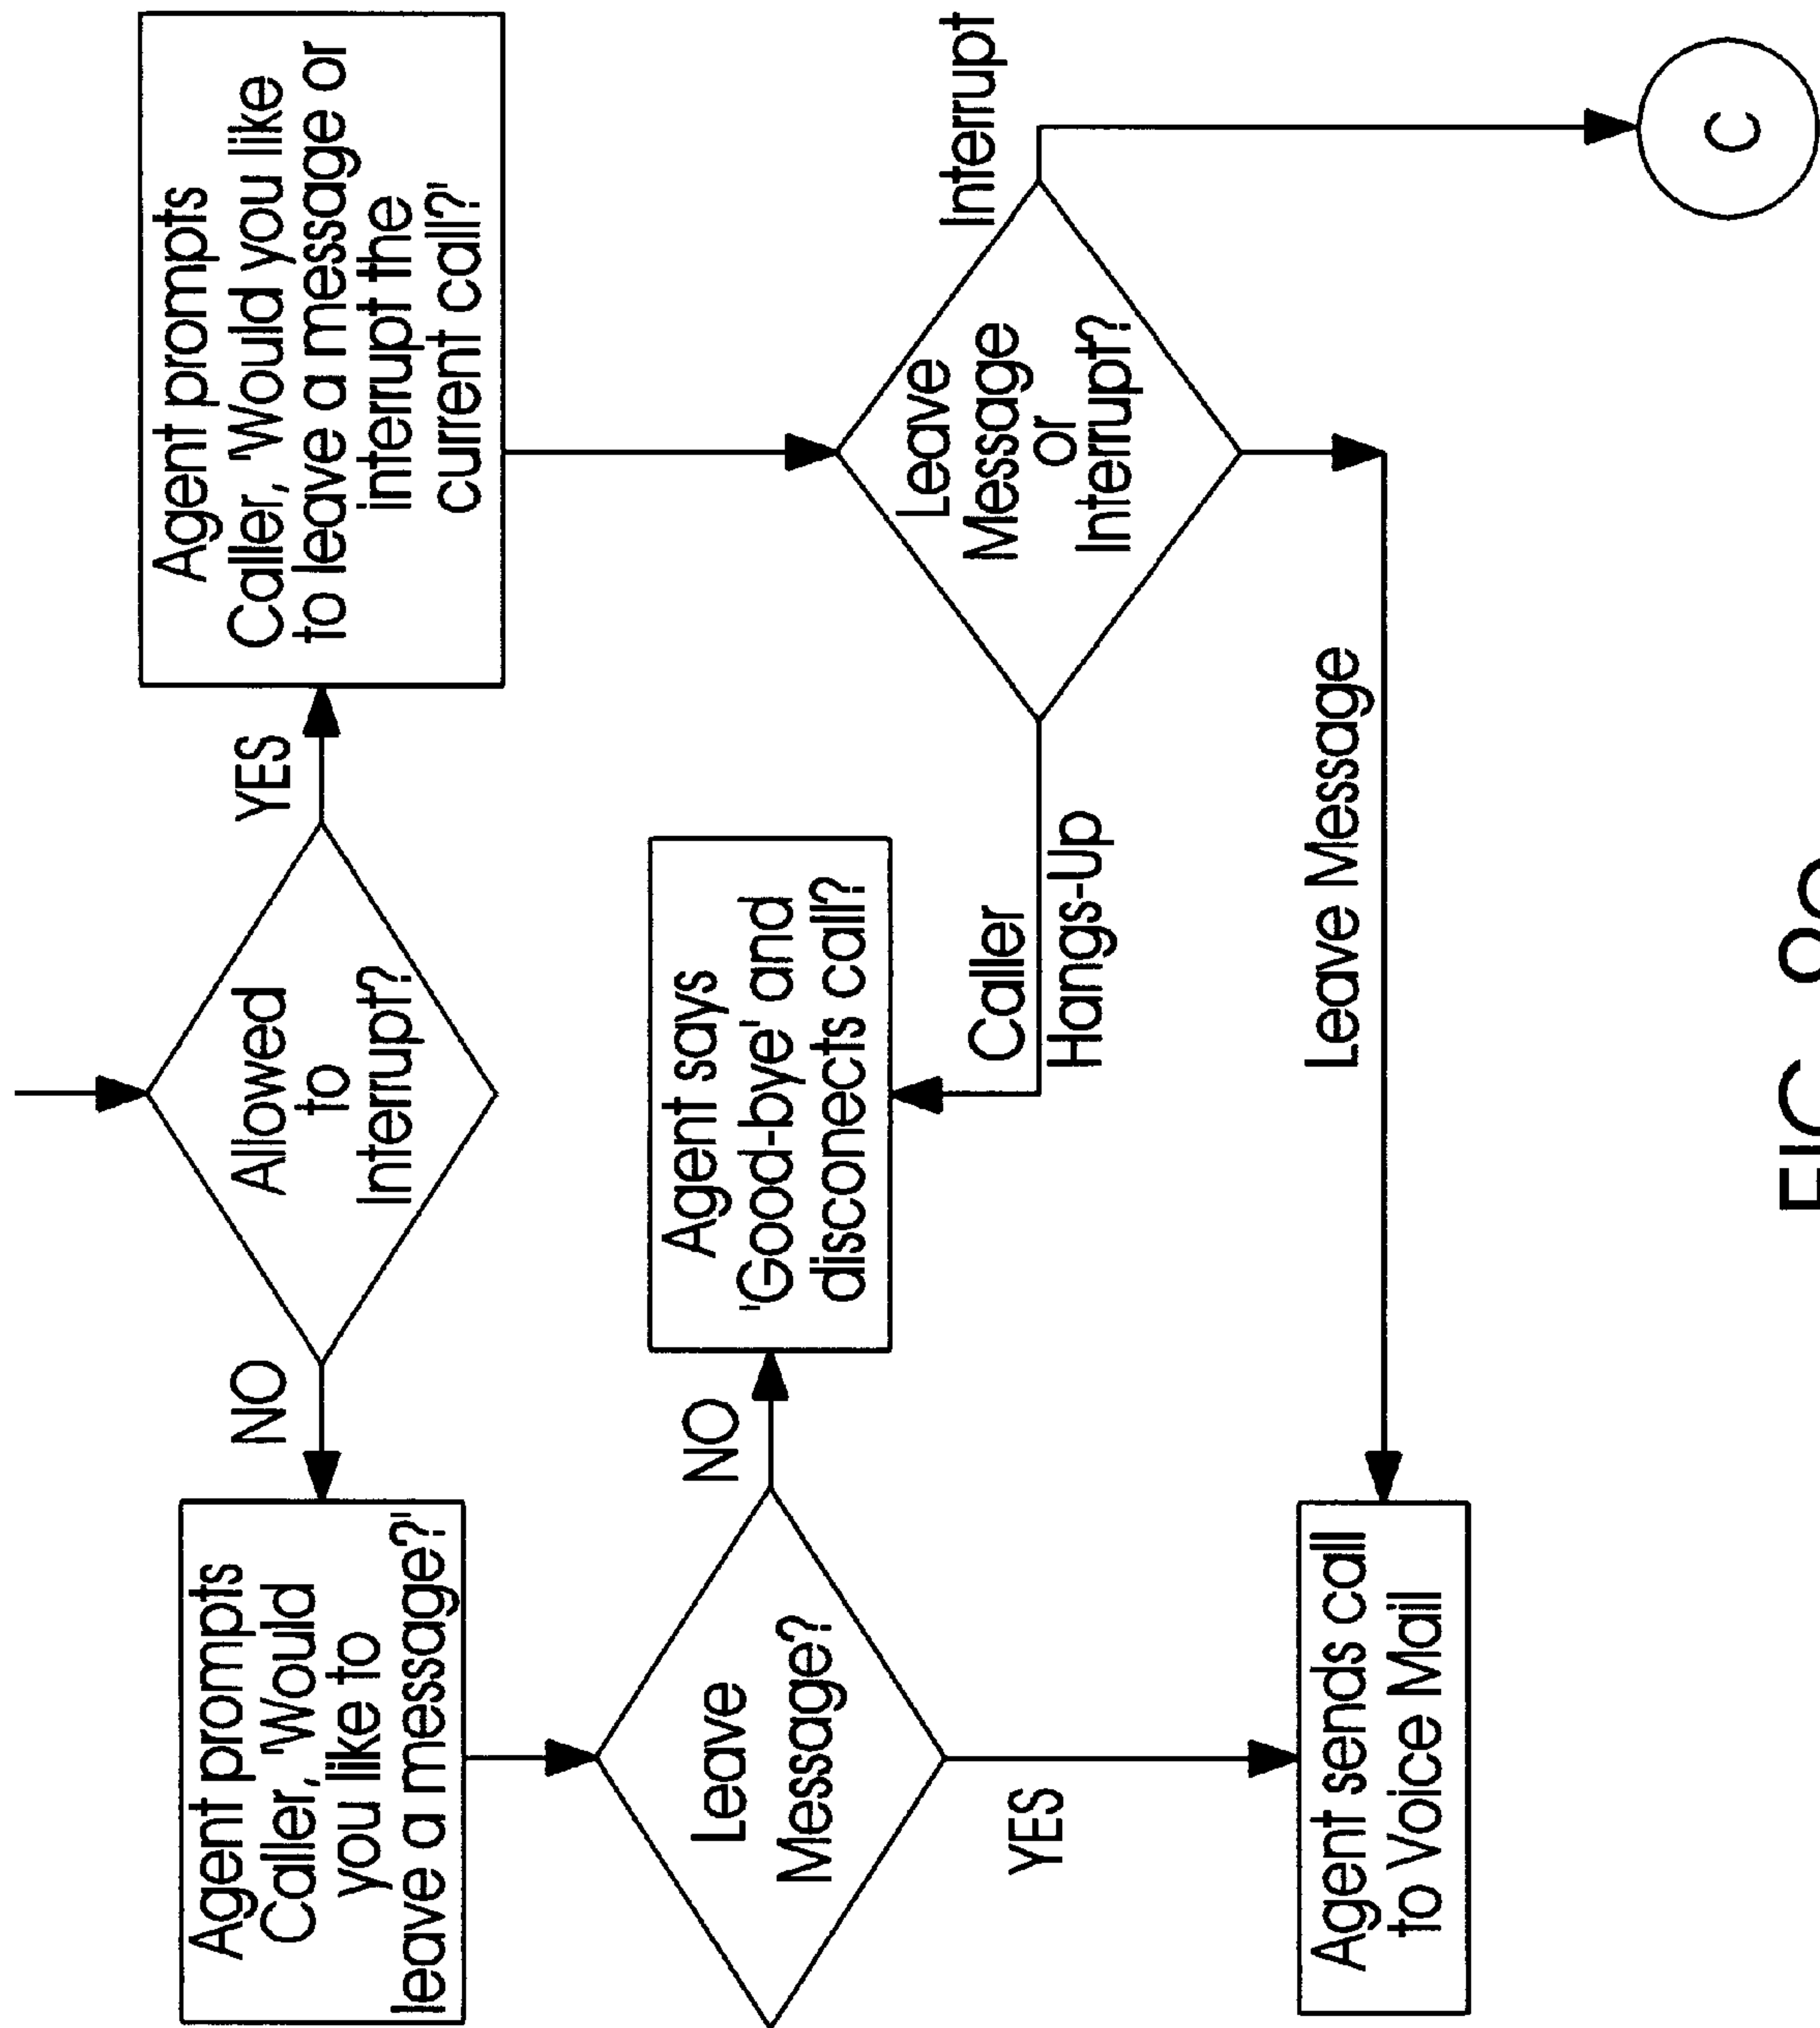 Allowed
to
Interrupt?
NO
YES
Agent prompts
Caller, 'Would
you like to
leave a message?'
Agent prompts
Caller, 'Would you like
to leave a message or
interrupt the
current call?'
Leave
Message?
NO
YES
Agent says
'Good-bye' and
disconects call?
Leave
Message
or
Interrupt?
Interrupt
Caller
Hangs-Up
Leave Message
Agent sends call
to Voice Mail
C
FIG